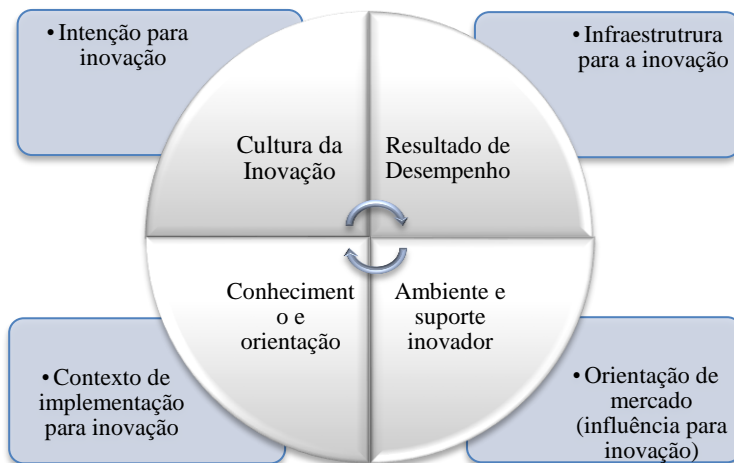 • Intenção para
inovação
• Infraestrutrura
para a inovação
Cultura da
Inovação
Resultado de
Desempenho
Conheciment
o e
orientação
Ambiente e
suporte
inovador
• Contexto de
implementação
para inovação
• Orientação de
mercado
(influência para
inovação)